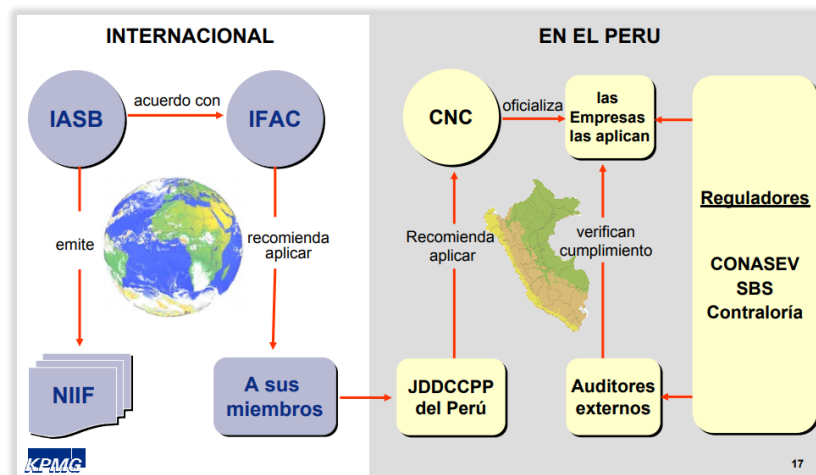 INTERNACIONAL
IASB
acuerdo con
IFAC
emite
recomienda
aplicar
NIIF
A sus
miembros
EN EL PERU
CNC
oficializa
las
Empresas
las aplican
Recomienda
aplicar
verifican
cumplimiento
JDDCCPP
del Perú
Auditores
externos
Reguladores
CONASEV
SBS
Contraloría
KPMG
17